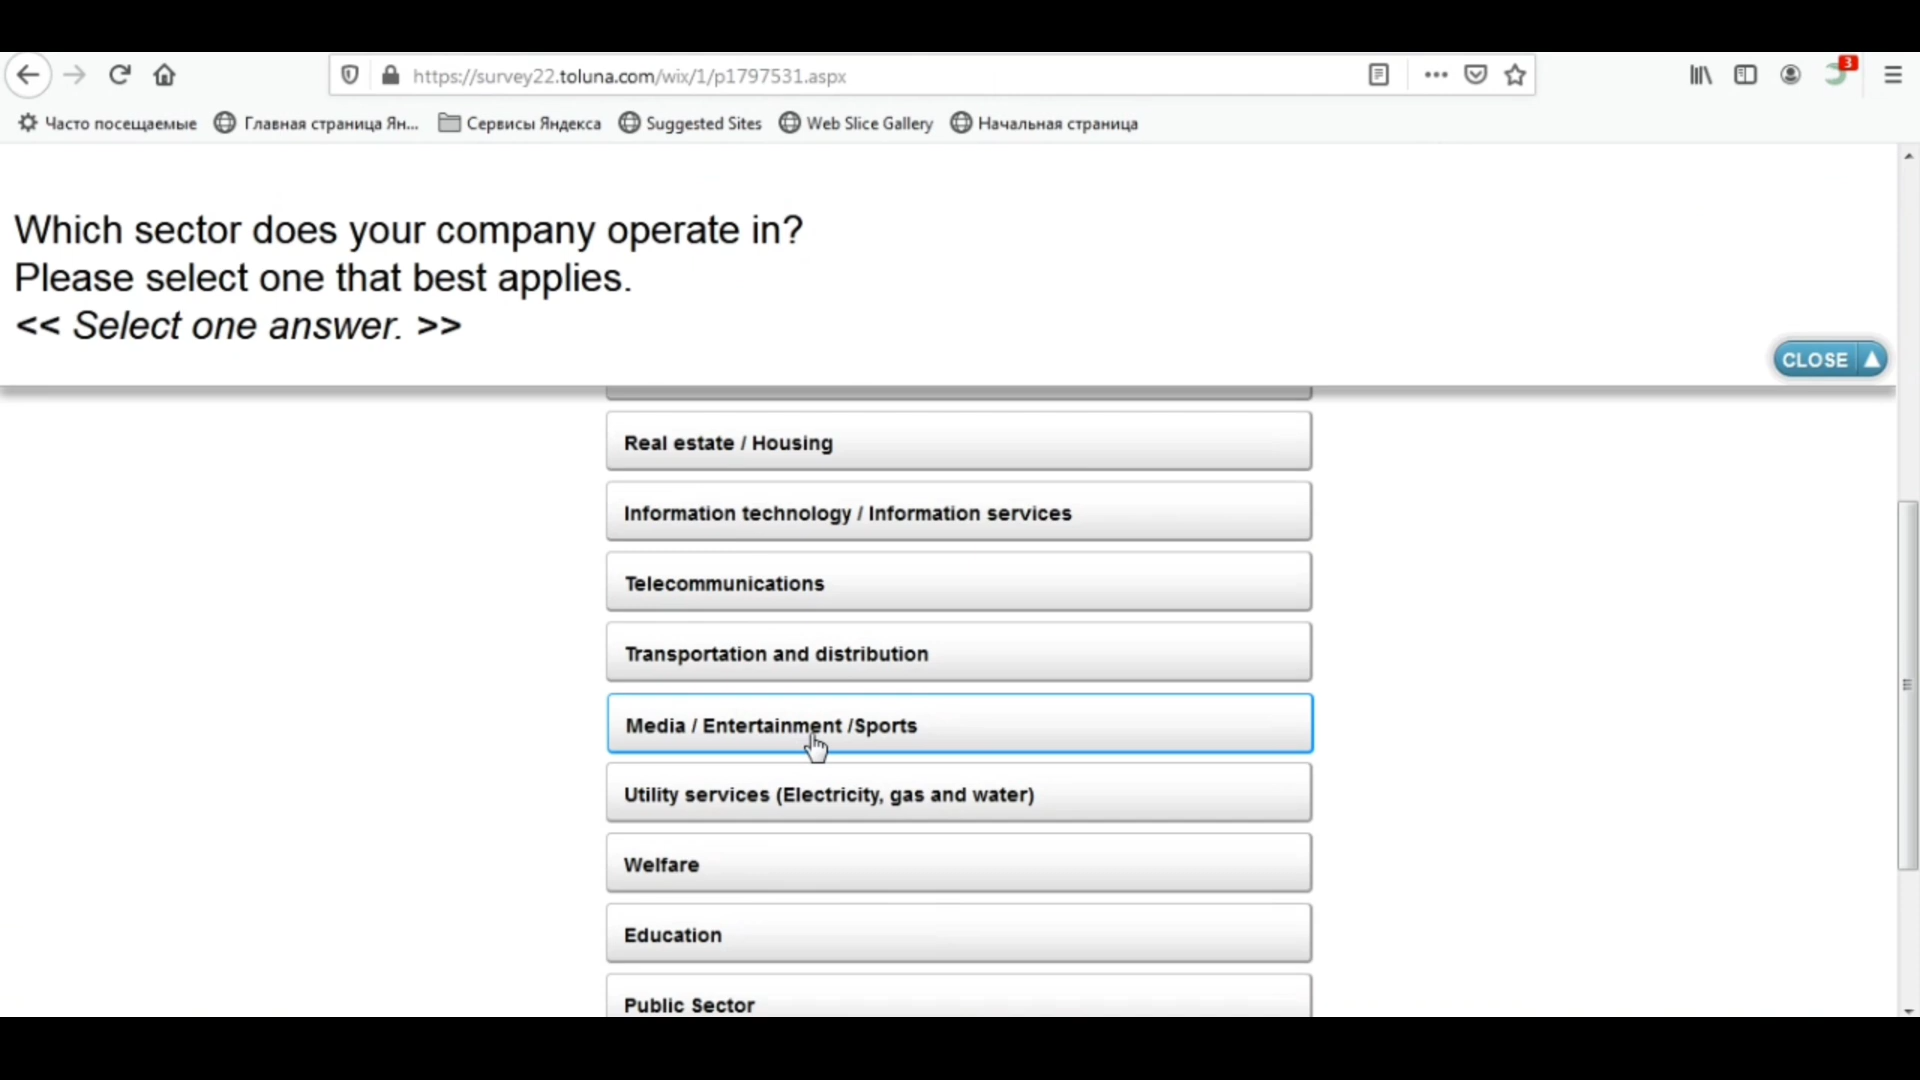 https://survey22.toluna.com/wix/1/p1797531.aspx
3
Часто посещаемые
Главная страница Ян...
Сервисы Яндекса
Suggested Sites
Web Slice Gallery
Начальная страница
Which sector does your company operate in?
Please select one that best applies.
<< Select one answer. >>
CLOSE
Real estate / Housing
Information technology / Information services
Telecommunications
Transportation and distribution
Media / Entertainment /Sports
Utility services (Electricity, gas and water)
Welfare
Education
Public Sector